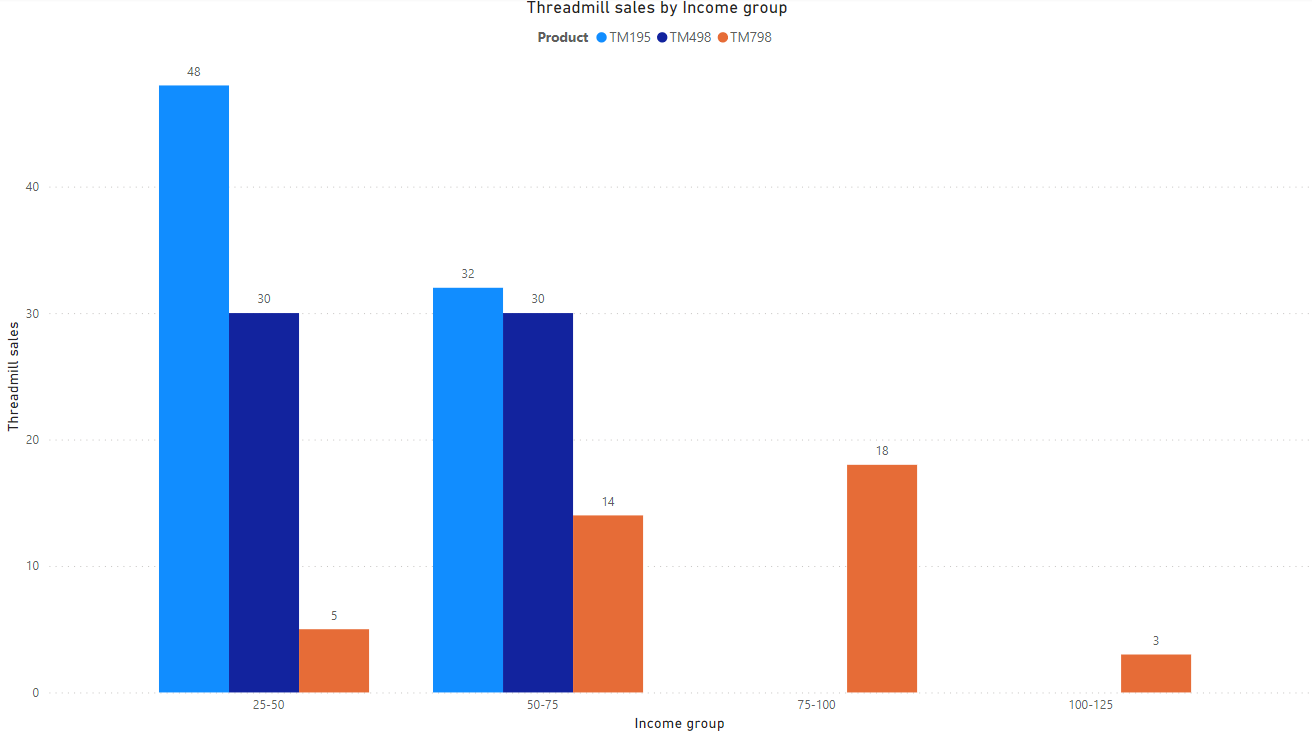 Threadmill sales by Income group
Product TM195 TM498 TM798
48
30
5
32
30
14
18
3
40
30
20
10
0
Threadmill sales
25-50 50-75 75-100 100-125
Income group